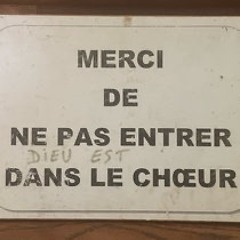 MERCI
DE
NE PAS ENTRER
DIEU EST
DANS LE CHŒUR